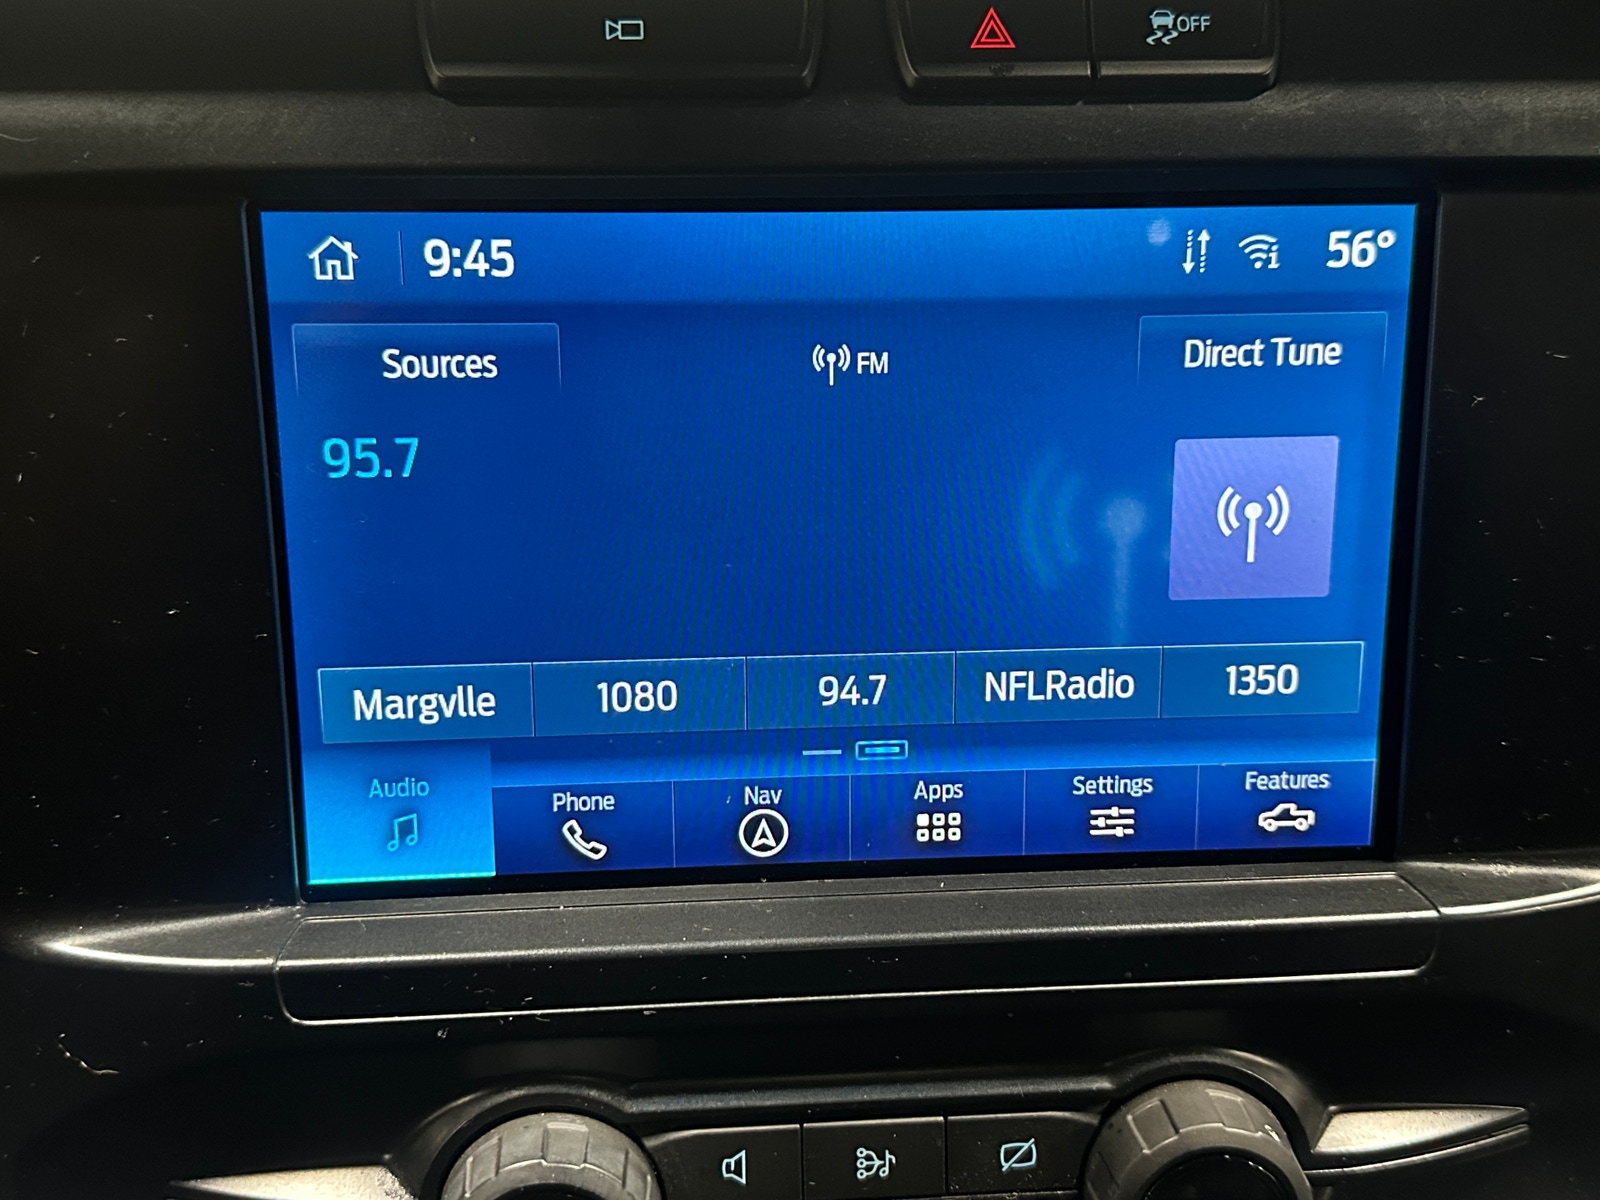 OFF
9:45
56°
Sources
FM
Direct Tune
95.7
Margvlle
1080
94.7
NFLRadio
1350
Audio
Phone
Nav
Apps
Settings
Features